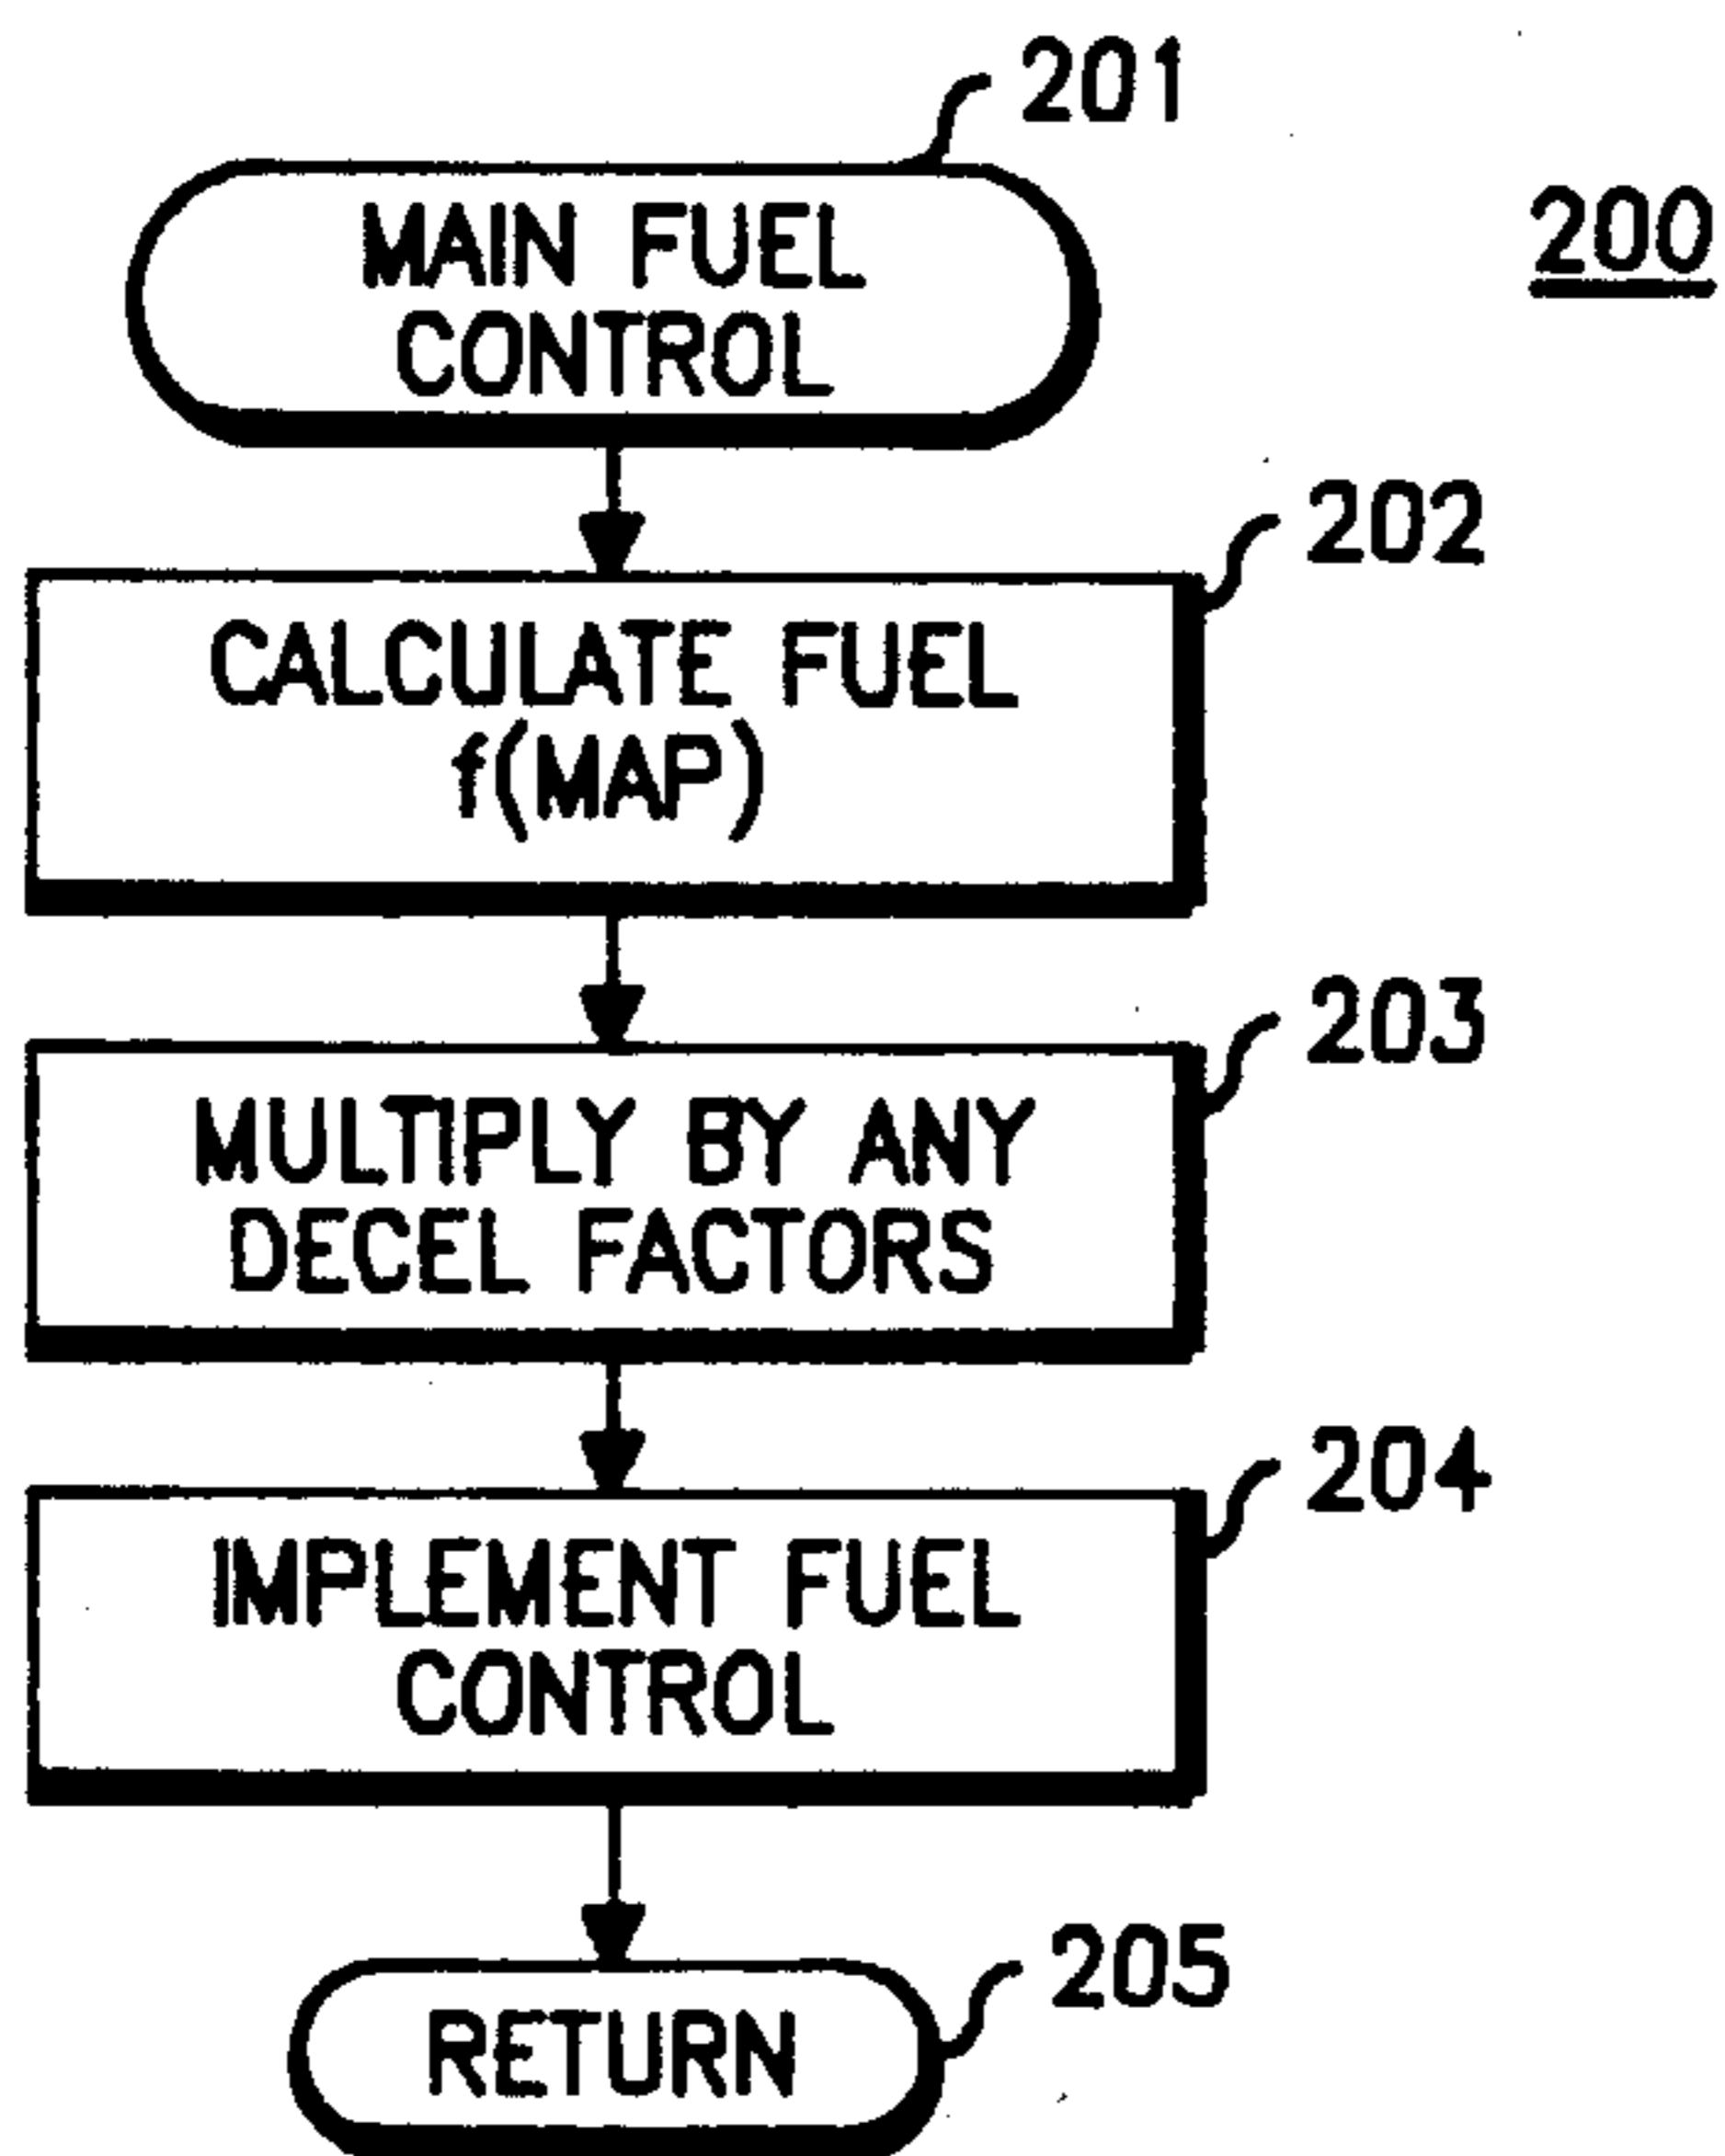 201
MAIN FUEL
CONTROL
200
202
CALCULATE FUEL
f(MAP)
203
MULTIPLY BY ANY
DECEL FACTORS
204
IMPLEMENT FUEL
CONTROL
205
RETURN